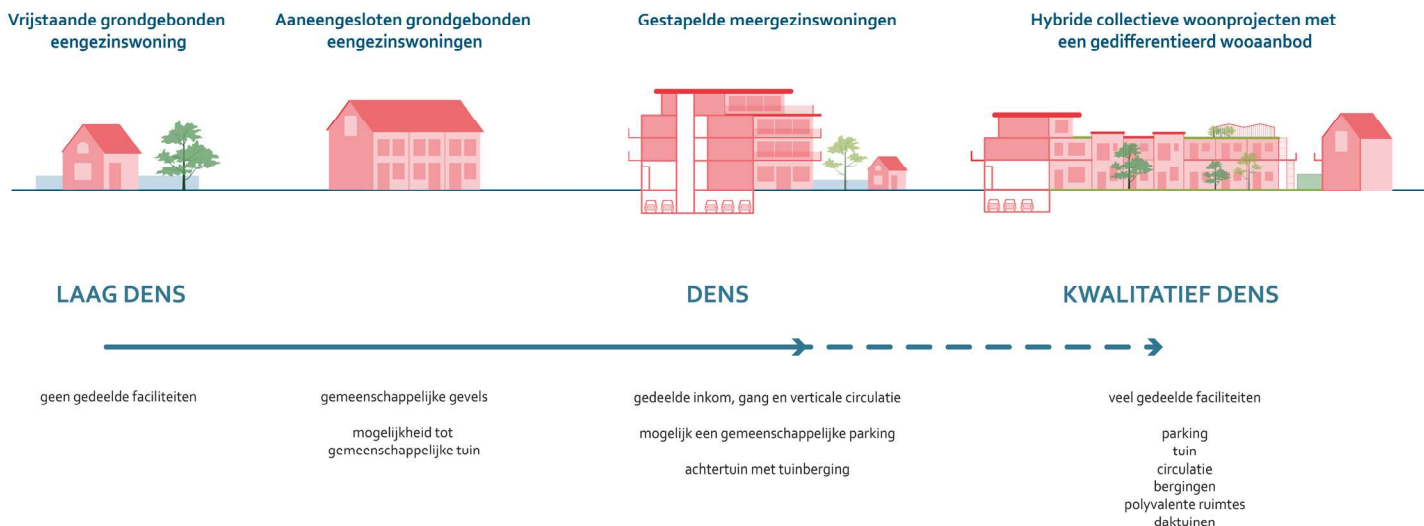 Vrijstaande grondgebonden
eengezinswoning
Aaneengesloten grondgebonden
eengezinswoningen
Gestapelde meergezinswoningen
Hybride collectieve woonprojecten met
een gedifferentieerd wooaanbod
LAAG DENS
DENS
KWALITATIEF DENS
geen gedeelde faciliteiten
gemeenschappelijke gevels
mogelijkheid tot
gemeenschappelijke tuin
gedeelde inkom, gang en verticale circulatie
mogelijk een gemeenschappelijke parking
achtertuin met tuinberging
veel gedeelde faciliteiten
parking
tuin
circulatie
bergingen
polyvalente ruimtes
daktuinen